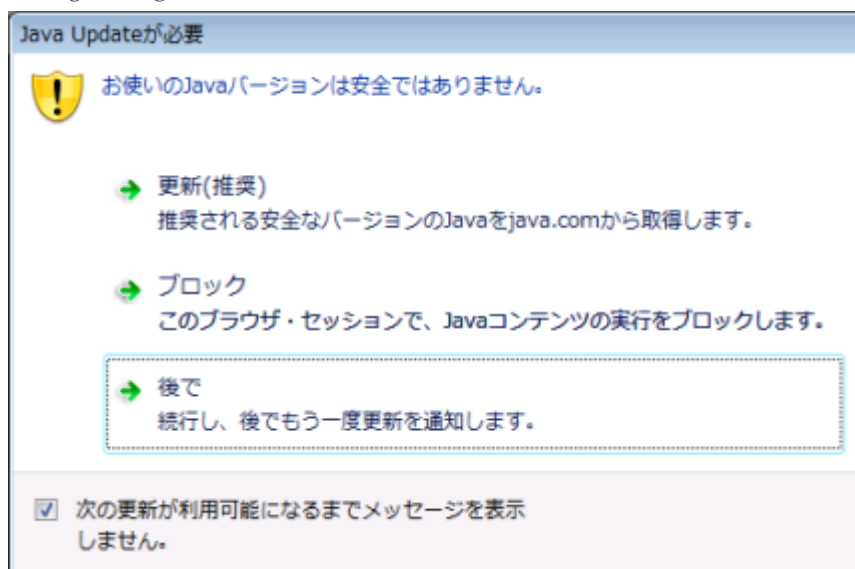 Java Updateが必要
お使いのJavaバージョンは安全ではありません。
更新(推奨)
推奨される安全なバージョンのJavaをjava.comから取得します。
ブロック
このブラウザ・セッションで、Javaコンテンツの実行をブロックします。
後で
続行し、後でもう一度更新を通知します。
次の更新が利用可能になるまでメッセージを表示
しません。